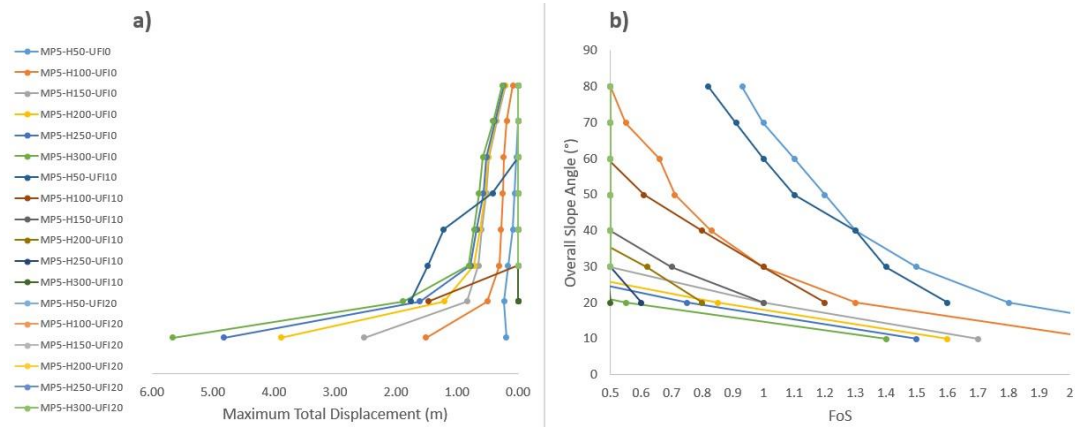 a)
b)
MP5-H50-UFI0
MP5-H100-UFI0
MP5-H150-UFI0
MP5-H200-UFI0
MP5-H250-UFI0
MP5-H300-UFI0
MP5-H50-UFI10
MP5-H100-UFI10
MP5-H150-UFI10
MP5-H200-UFI10
MP5-H250-UFI10
MP5-H300-UFI10
MP5-H50-UFI20
MP5-H100-UFI20
MP5-H150-UFI20
MP5-H200-UFI20
MP5-H250-UFI20
MP5-H300-UFI20
6.00 5.00 4.00 3.00 2.00 1.00 0.00
Maximum Total Displacement (m)
Overall Slope Angle (°)
90
80
70
60
50
40
30
20
10
0
0.5 0.6 0.7 0.8 0.9 1 1.1 1.2 1.3 1.4 1.5 1.6 1.7 1.8 1.9 2
FoS